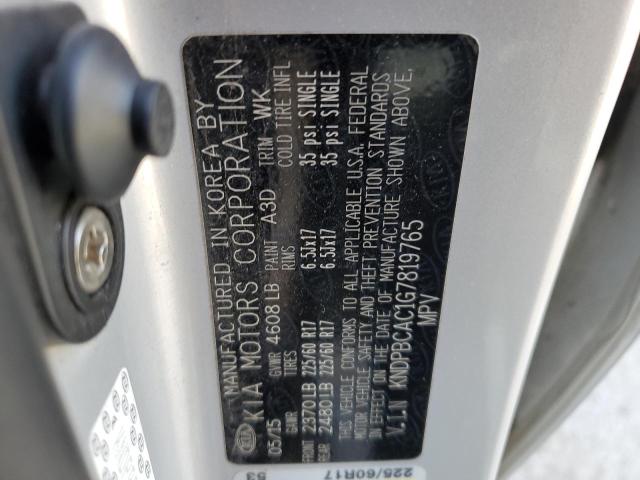 MANUFACTURED IN KOREA BY
KIA KIA MOTORS CORPORATION
05/15 GVWR 4608 LB PAINT A3D TRIM WK
GAWR TIRES RIMS COLD TIRE INFL
FRONT 2370 LB 225/60 R17 6.5Jx17 35 psi SINGLE
REAR 2480 LB 225/60 R17 6.5Jx17 35 psi SINGLE
THIS VEHICLE CONFORMS TO ALL APPLICABLE U.S.A. FEDERAL
MOTOR VEHICLE SAFETY AND THEFT PREVENTION STANDARDS
IN EFFECT ON THE DATE OF MANUFACTURE SHOWN ABOVE.
V.I.N KNDPBCAC1G7819765
MPV
225/60R17
53